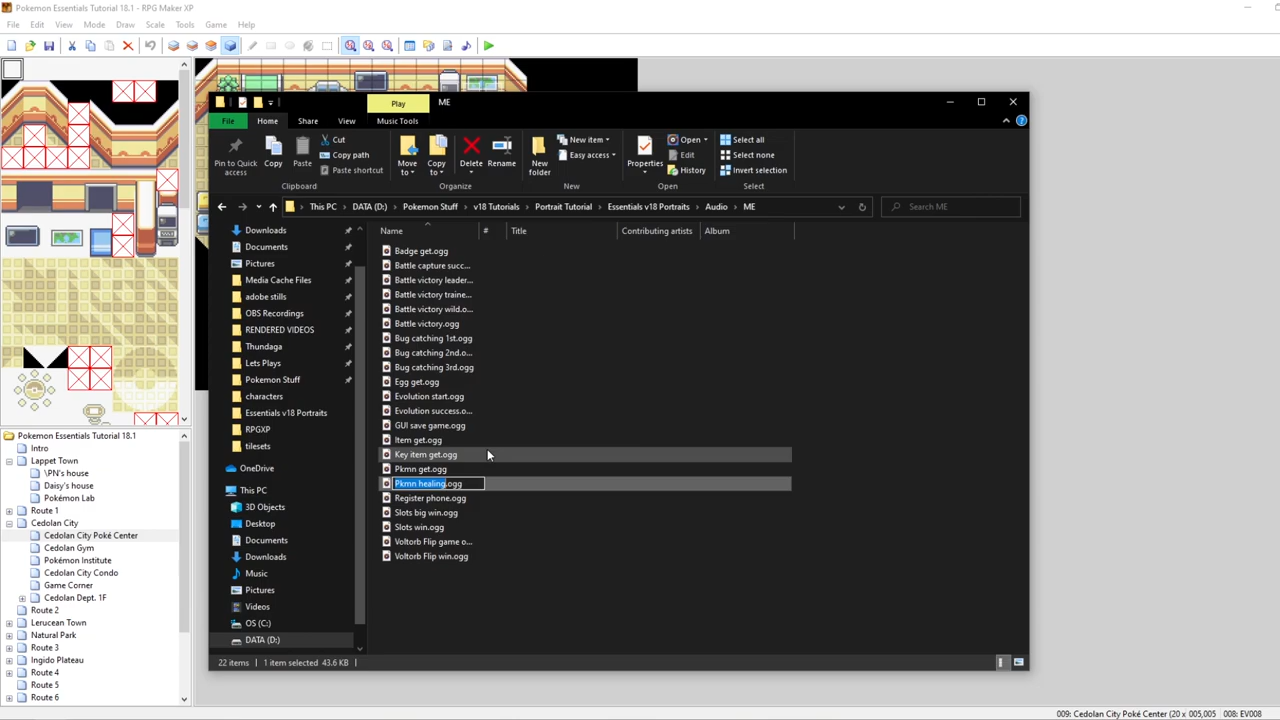 Pokemon Essentials Tutorial 18.1 - RPG Maker XP
File Edit View Mode Draw Scale Tools Game Help
Play ME
File Home Share View Music Tools
Pin to Quick access
Copy
Paste
Cut
Copy path
Paste shortcut
Clipboard
Move to
Copy to
Delete
Rename
Organize
New folder
New item
Easy access
New
Properties
Open
Edit
History
Open
Select all
Select none
Invert selection
Select
This PC DATA (D:) Pokemon Stuff v18 Tutorials Portrait Tutorial Essentials v18 Portraits Audio ME
Search ME
Name # Title Contributing artists Album
Downloads
Documents
Pictures
Media Cache Files
adobe stills
OBS Recordings
RENDERED VIDEOS
Thundaga
Lets Plays
Pokemon Stuff
characters
Essentials v18 Portraits
RPGXP
tilesets
OneDrive
This PC
3D Objects
Desktop
Documents
Downloads
Music
Pictures
Videos
OS (C:)
DATA (D:)
Badge get.ogg
Battle capture succ...
Battle victory leader...
Battle victory traine...
Battle victory wild.o...
Battle victory.ogg
Bug catching 1st.ogg
Bug catching 2nd.o...
Bug catching 3rd.ogg
Egg get.ogg
Evolution start.ogg
Evolution success.o...
GUI save game.ogg
Item get.ogg
Key item get.ogg
Pkmn get.ogg
Pkmn healing.ogg
Register phone.ogg
Slots big win.ogg
Slots win.ogg
Voltorb Flip game o...
Voltorb Flip win.ogg
22 items 1 item selected 43.6 KB
Pokemon Essentials Tutorial 18.1
Intro
Lappet Town
\PN's house
Daisy's house
Pokémon Lab
Route 1
Cedolan City
Cedolan City Poké Center
Cedolan Gym
Pokémon Institute
Cedolan City Condo
Game Corner
Cedolan Dept. 1F
Route 2
Lerucean Town
Natural Park
Route 3
Ingido Plateau
Route 4
Route 5
Route 6
009: Cedolan City Poké Center (20 x 005,005 008: EV008